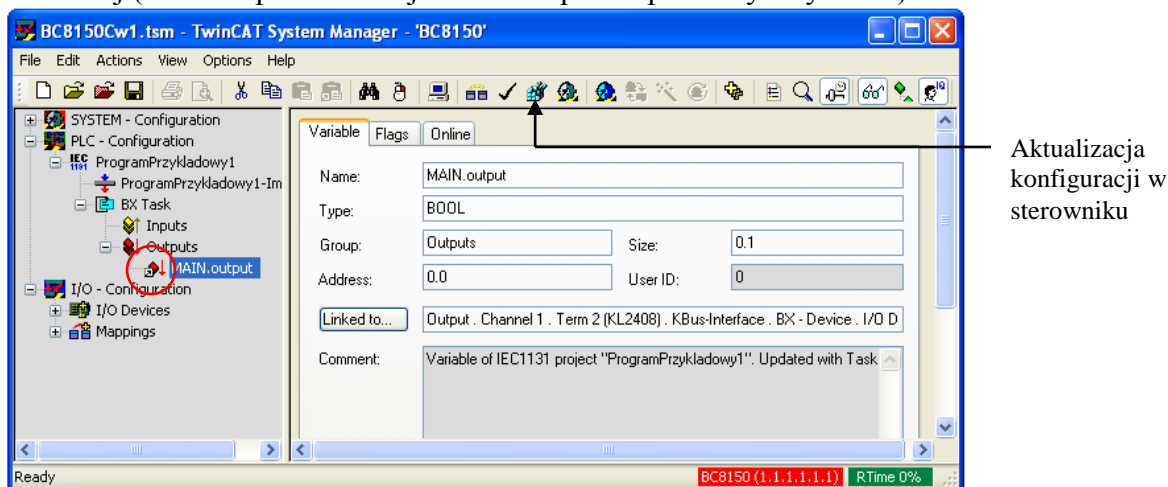 BC8150Cw1.tsm - TwinCAT System Manager - 'BC8150'
File Edit Actions View Options Help
SYSTEM - Configuration
PLC - Configuration
IEC 1131 ProgramPrzykladowy1
ProgramPrzykladowy1-Im
BX Task
Inputs
Outputs
MAIN.output
I/O - Configuration
I/O Devices
Mappings
Variable Flags Online
Name: MAIN.output
Type: BOOL
Group: Outputs Size: 0.1
Address: 0.0 User ID: 0
Linked to... Output . Channel 1 . Term 2 (KL2408) . KBus-Interface . BX - Device . I/O D
Comment: Variable of IEC1131 project "ProgramPrzykladowy1". Updated with Task
Ready BC8150 (1.1.1.1.1.1) RTime 0%
Aktualizacja
konfiguracji w
sterowniku